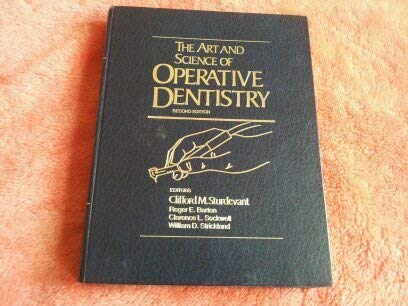 THE ART AND
SCIENCE OF
OPERATIVE
DENTISTRY
SECOND EDITION
EDITORS
Clifford M. Sturdevant
Roger E. Barton
Clarence L. Sockwell
William D. Strickland